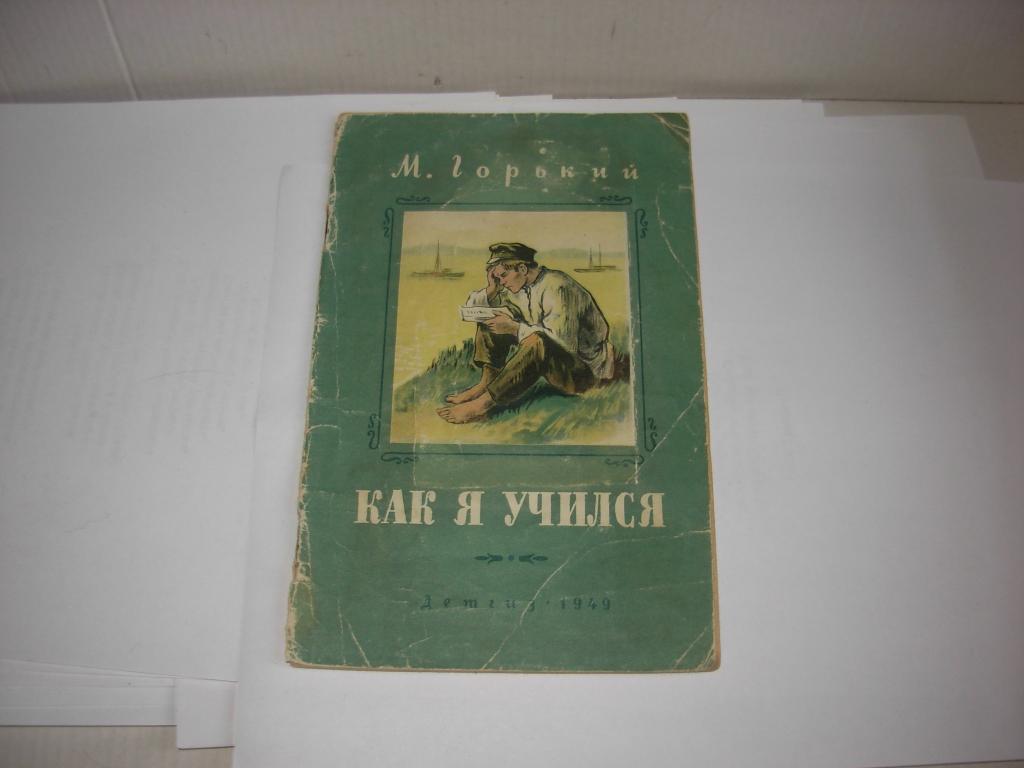 М. Горький
КАК Я УЧИЛСЯ
Детгиз · 1949